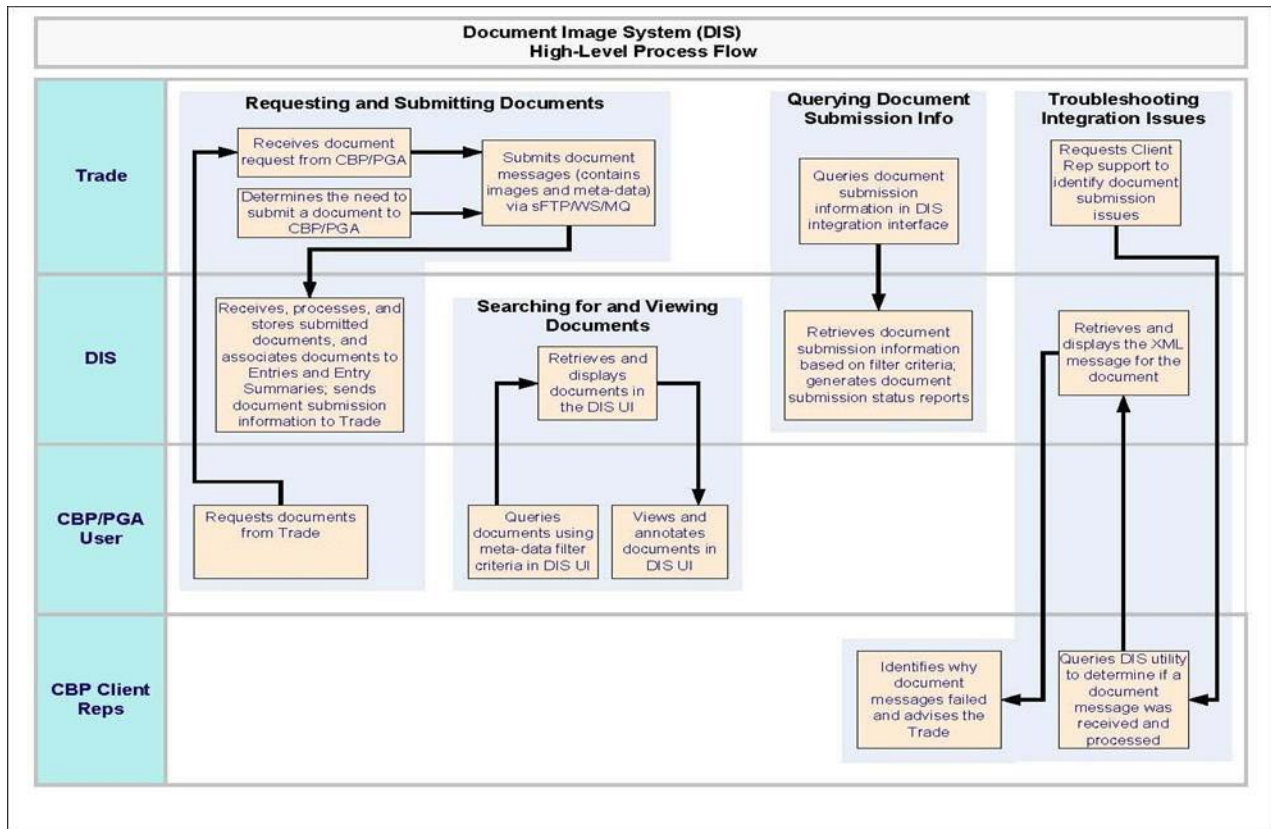 Document Image System (DIS)
High-Level Process Flow
Trade
Requesting and Submitting Documents
Receives document
request from CBP/PGA
Determines the need to
submit a document to
CBP/PGA
Submits document
messages (contains
images and meta-data)
via sFTP/WS/MQ
Querying Document
Submission Info
Queries document
submission
information in DIS
integration interface
Troubleshooting
Integration Issues
Requests Client
Rep support to
identify document
submission
issues
DIS
Receives, processes, and
stores submitted
documents, and
associates documents to
Entries and Entry
Summaries; sends
document submission
information to Trade
Searching for and Viewing
Documents
Retrieves and
displays
documents in
the DIS UI
Retrieves document
submission information
based on filter criteria;
generates document
submission status reports
Retrieves and
displays the XML
message for the
document
CBP/PGA
User
Requests documents
from Trade
Queries
documents using
meta-data filter
criteria in DIS UI
Views and
annotates
documents in
DIS UI
CBP Client
Reps
Identifies why
document
messages failed
and advises the
Trade
Queries DIS utility
to determine if a
document
message was
received and
processed